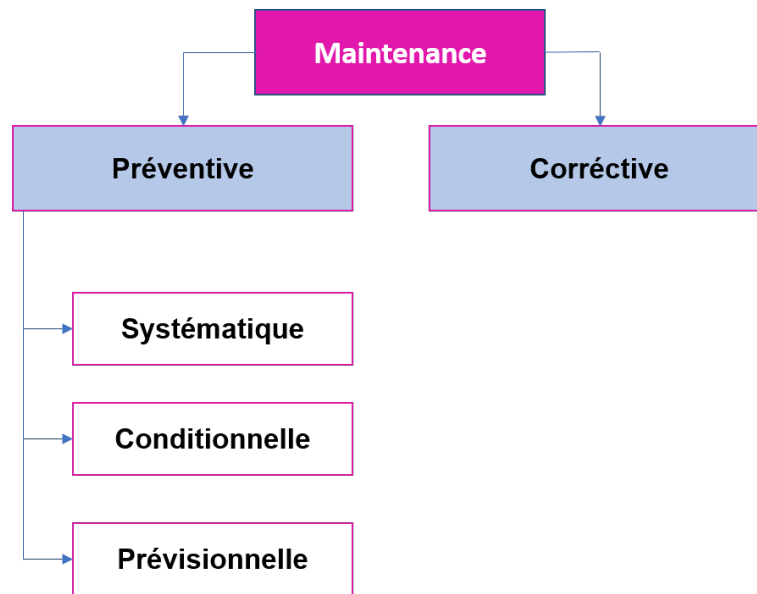 Maintenance
Préventive
Corréctive
Systématique
Conditionnelle
Prévisionnelle